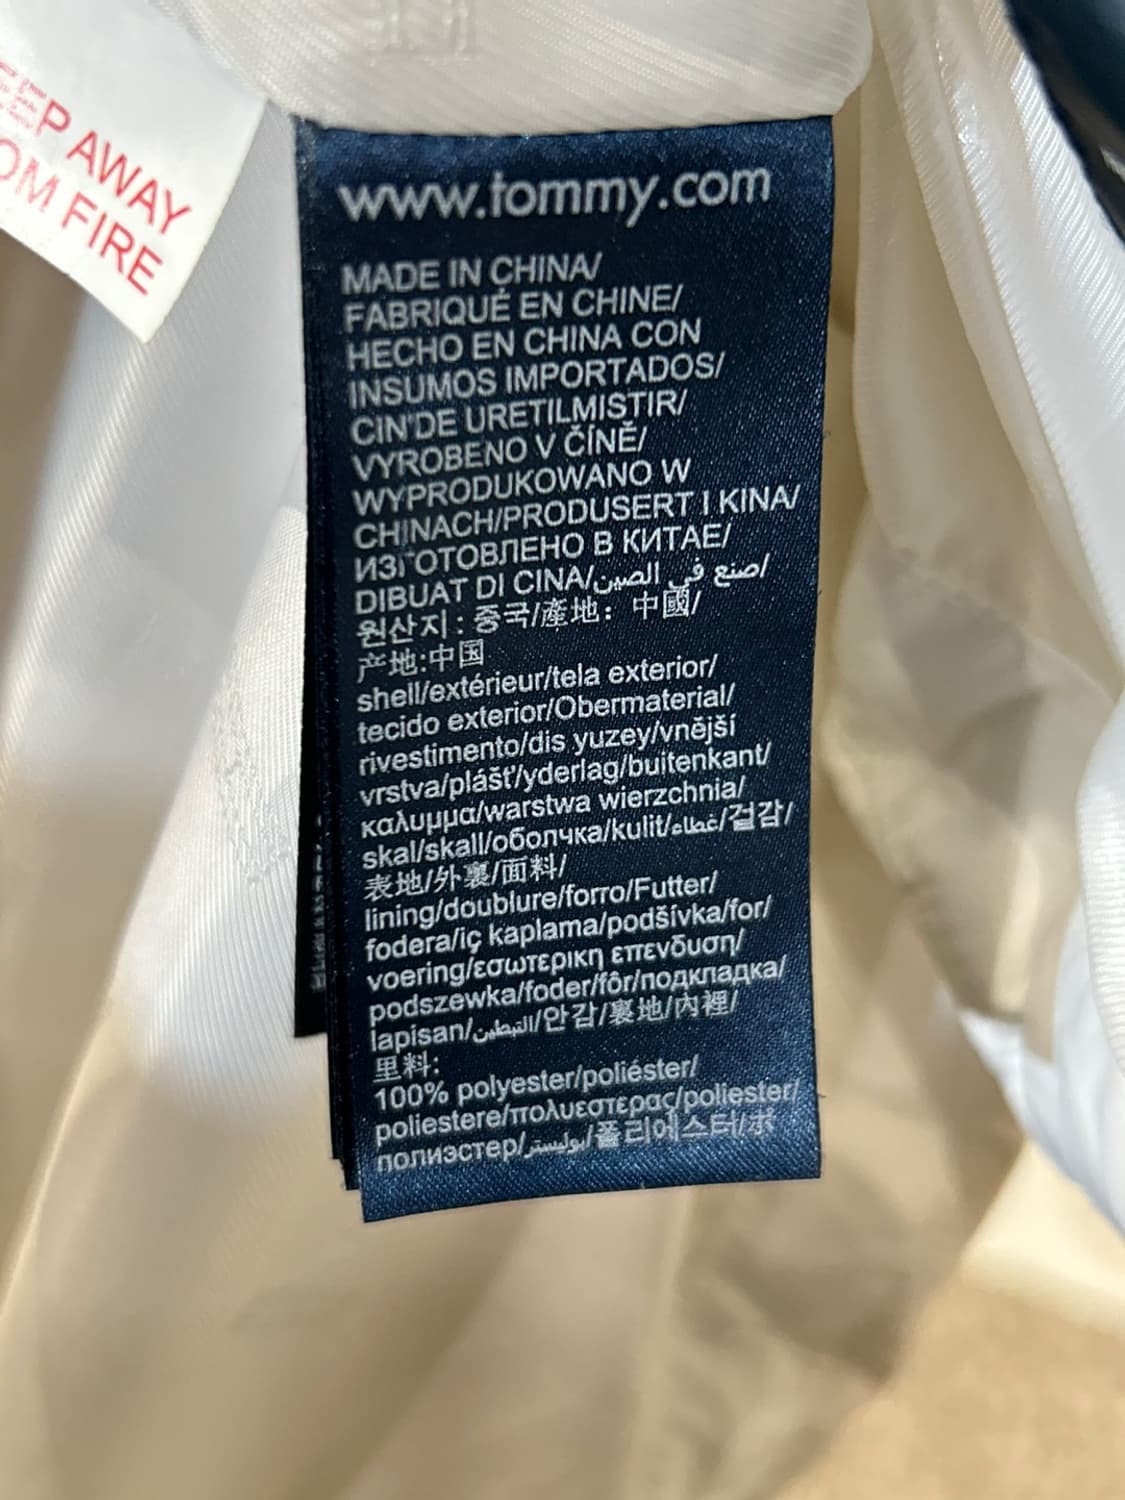 AWAY
FIRE
www.tommy.com
MADE IN CHINA/
FABRIQUÉ EN CHINE/
HECHO EN CHINA CON
INSUMOS IMPORTADOS/
CIN'DE URETILMISTIR/
VYROBENO V ČÍNĚ/
WYPRODUKOWANO W
CHINACH/PRODUSERT I KINA/
ИЗГОТОВЛЕНО В КИТАЕ/
DIBUAT DI CINA/صنع في الصين/
원산지: 중국/產地: 中國/
产地:中国
shell/extérieur/tela exterior/
tecido exterior/Obermaterial/
rivestimento/dis yuzey/vnější
vrstva/plášť/yderlag/buitenkant/
καλυμμα/warstwa wierzchnia/
skal/skall/оболчка/kulit/غطاء/겉감/
表地/外裏/面料/
lining/doublure/forro/Futter/
fodera/iç kaplama/podšívka/for/
voering/εσωτερικη επενδυση/
podszewka/foder/fôr/подкладка/
lapisan/التبطين/안감/裏地/內裡/
里料:
100% polyester/poliéster/
poliestere/πολυεστερας/poliester/
полиэстер/بوليستر/폴리에스터/ポ